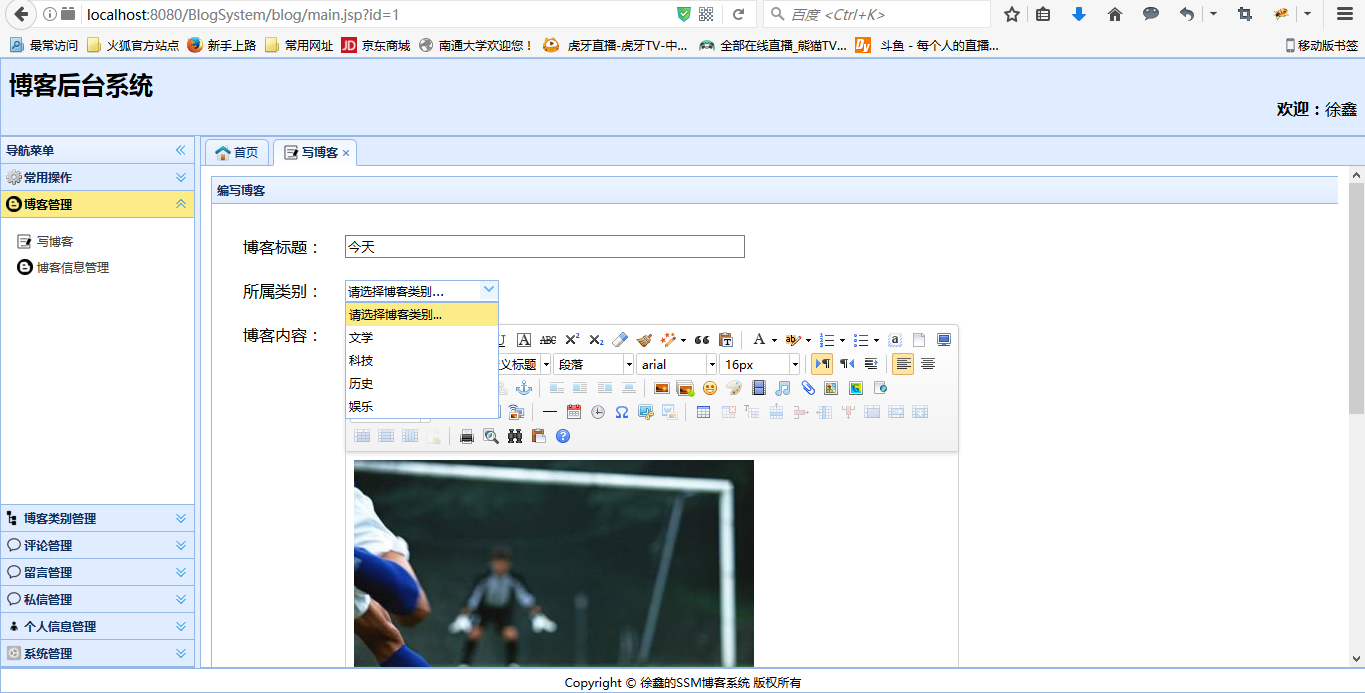 localhost:8080/BlogSystem/blog/main.jsp?id=1
百度 <Ctrl+K>
最常访问 火狐官方站点 新手上路 常用网址 JD 京东商城 南通大学欢迎您！ 虎牙直播-虎牙TV-中... 全部在线直播_熊猫TV... Dy 斗鱼 - 每个人的直播... 移动版书签
博客后台系统
欢迎：徐鑫
导航菜单
常用操作
博客管理
写博客
博客信息管理
博客类别管理
评论管理
留言管理
私信管理
个人信息管理
系统管理
首页 写博客 ×
编写博客
博客标题： 今天
所属类别： 请选择博客类别...
请选择博客类别...
文学
科技
历史
娱乐
博客内容：
A ABC X² X₂ A ab a
义标题 段落 arial 16px
Copyright © 徐鑫的SSM博客系统 版权所有